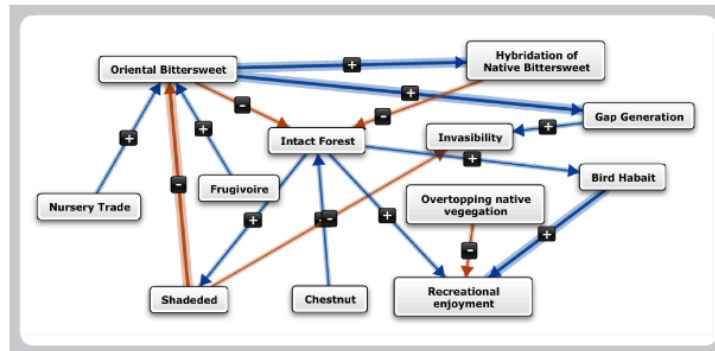 Hybridation of
Native Bittersweet
Oriental Bittersweet
+
+
-
-
Gap Generation
Invasibility
+
+
Intact Forest
+
+
-
Bird Habait
Frugivoire
Overtopping native
vegegation
Nursery Trade
+
+
-
+
-
Shadeded
Chestnut
Recreational
enjoyment